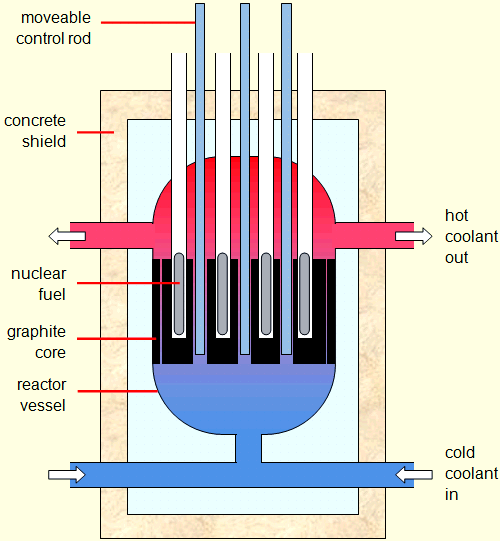 moveable
control rod
concrete
shield
hot
coolant
out
nuclear
fuel
graphite
core
reactor
vessel
cold
coolant
in